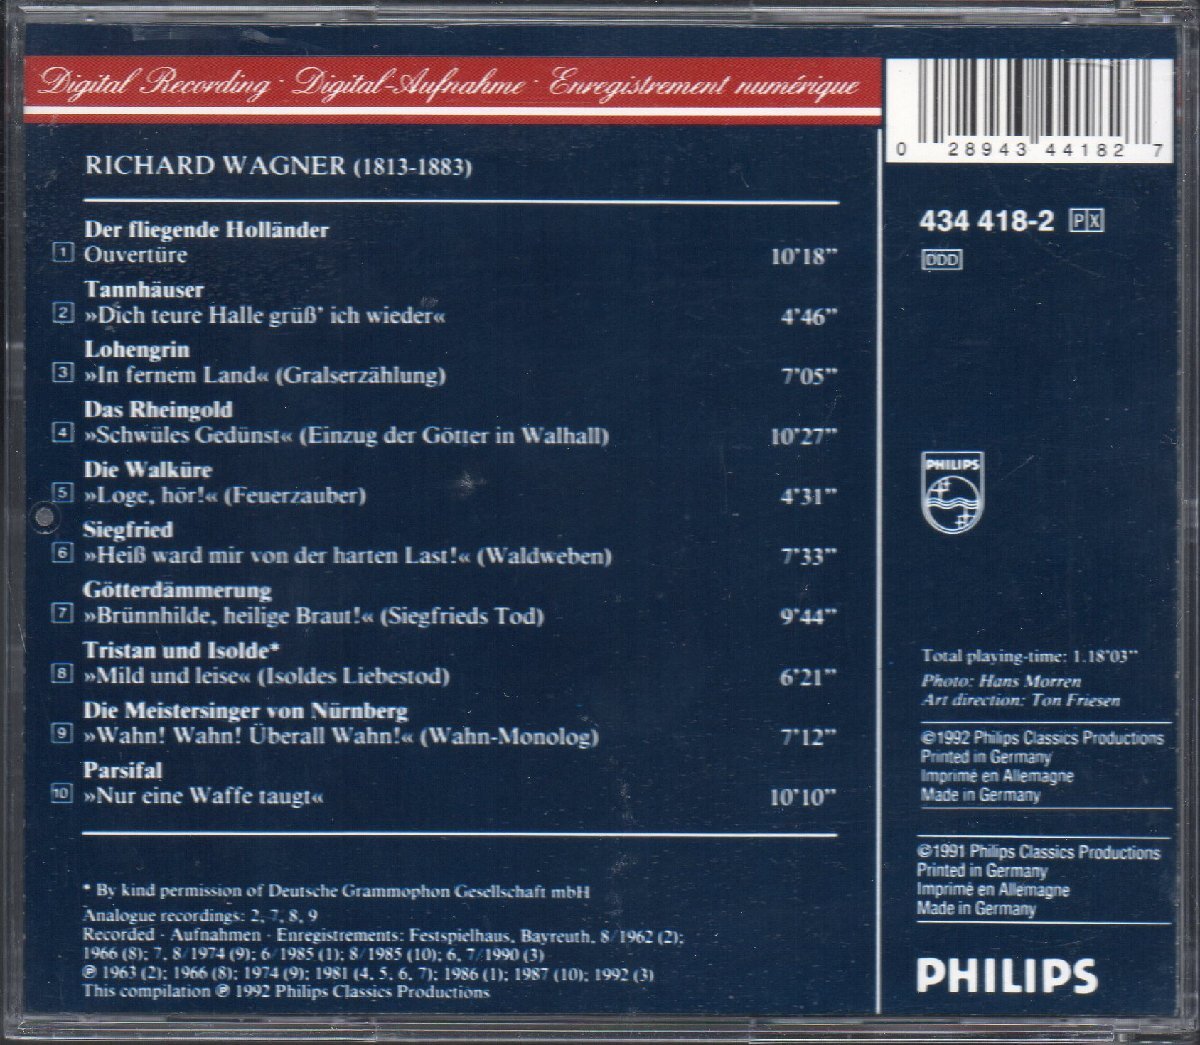 Digital Recording · Digital-Aufnahme · Enregistrement numérique
RICHARD WAGNER (1813-1883)
Der fliegende Holländer
1 Ouvertüre 10'18"
Tannhäuser
2 »Dich teure Halle grüß' ich wieder« 4'46"
Lohengrin
3 »In fernem Land« (Gralserzählung) 7'05"
Das Rheingold
4 »Schwüles Gedünst« (Einzug der Götter in Walhall) 10'27"
Die Walküre
5 »Loge, hör!« (Feuerzauber) 4'31"
Siegfried
6 »Heiß ward mir von der harten Last!« (Waldweben) 7'33"
Götterdämmerung
7 »Brünnhilde, heilige Braut!« (Siegfrieds Tod) 9'44"
Tristan und Isolde*
8 »Mild und leise« (Isoldes Liebestod) 6'21"
Die Meistersinger von Nürnberg
9 »Wahn! Wahn! Überall Wahn!« (Wahn-Monolog) 7'12"
Parsifal
10 »Nur eine Waffe taugt« 10'10"
* By kind permission of Deutsche Grammophon Gesellschaft mbH
Analogue recordings: 2, 7, 8, 9
Recorded · Aufnahmen · Enregistrements: Festspielhaus, Bayreuth, 8/1962 (2);
1966 (8); 7, 8/1974 (9); 6/1985 (1); 8/1985 (10); 6, 7/1990 (3)
℗ 1963 (2); 1966 (8); 1974 (9); 1981 (4, 5, 6, 7); 1986 (1); 1987 (10); 1992 (3)
This compilation ℗ 1992 Philips Classics Productions
0 28943 44182 7
434 418-2 PX
DDD
PHILIPS
Total playing-time: 1.18'03"
Photo: Hans Morren
Art direction: Ton Friesen
©1992 Philips Classics Productions
Printed in Germany
Imprimé en Allemagne
Made in Germany
©1991 Philips Classics Productions
Printed in Germany
Imprimé en Allemagne
Made in Germany
PHILIPS